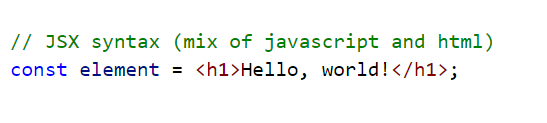 // JSX syntax (mix of javascript and html)
const element = <h1>Hello, world!</h1>;